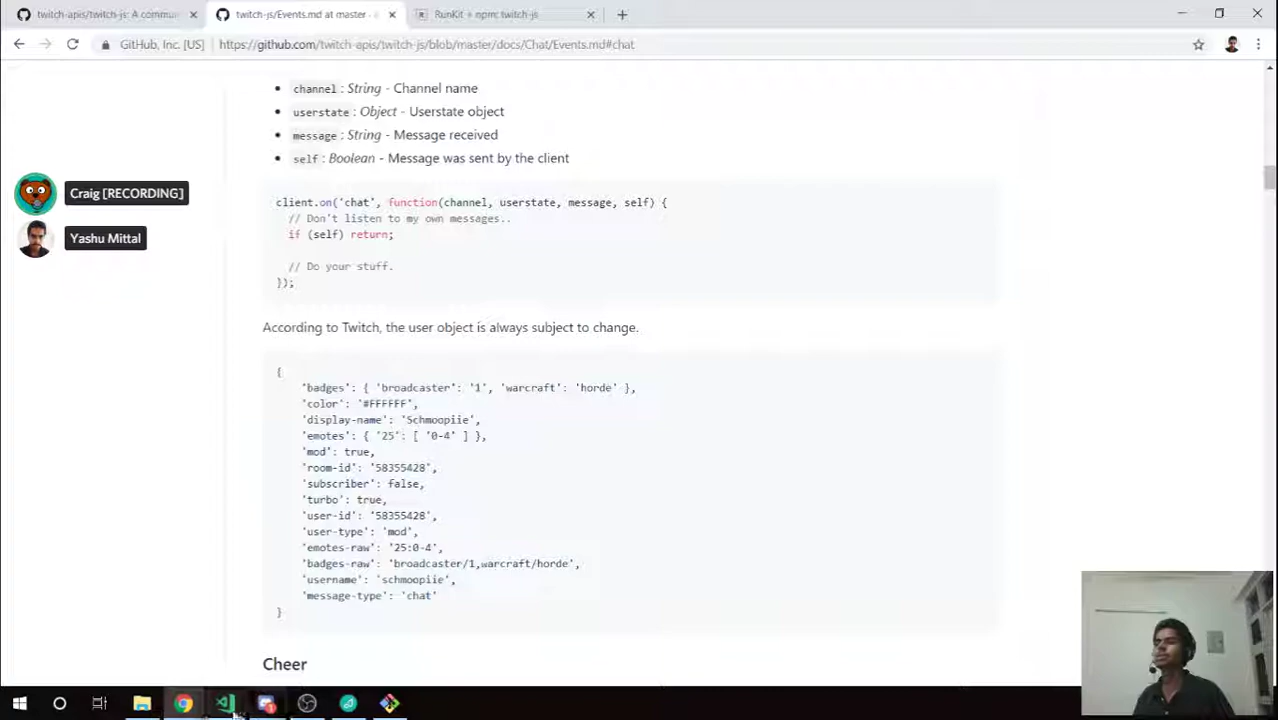 twitch-apis/twitch-js: A commu
twitch-js/Events.md at master
RunKit + npm: twitch-js
GitHub, Inc. [US]
https://github.com/twitch-apis/twitch-js/blob/master/docs/Chat/Events.md#chat
channel : String - Channel name
userstate : Object - Userstate object
message : String - Message received
self : Boolean - Message was sent by the client
Craig [RECORDING]
Yashu Mittal
client.on('chat', function(channel, userstate, message, self) {
// Don't listen to my own messages..
if (self) return;
// Do your stuff.
});
According to Twitch, the user object is always subject to change.
{
'badges': { 'broadcaster': '1', 'warcraft': 'horde' },
'color': '#FFFFFF',
'display-name': 'Schmoopiie',
'emotes': { '25': [ '0-4' ] },
'mod': true,
'room-id': '58355428',
'subscriber': false,
'turbo': true,
'user-id': '58355428',
'user-type': 'mod',
'emotes-raw': '25:0-4',
'badges-raw': 'broadcaster/1,warcraft/horde',
'username': 'schmoopiie',
'message-type': 'chat'
}
Cheer